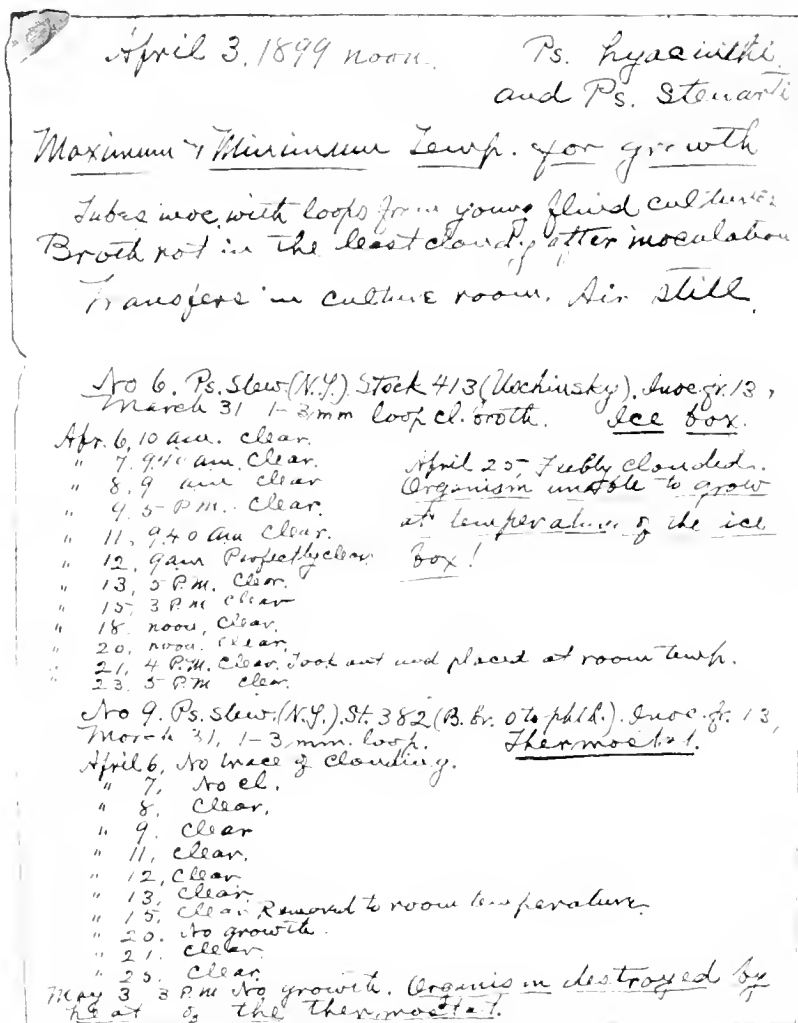 April 3, 1899 noon.
Ps. hyacinthi
and Ps. Stewarti
Maximum & Minimum Temp. for growth
Tubes inoc. with loops from young fluid cultures
Broth not in the least cloudy after inoculation
Transfers in culture room. Air still.
No 6. Ps. Stew. (N.Y.) Stock 413 (Uschinsky). Inoc. fr. 13,
March 31 1-3 mm loop cl. broth. Ice box.
Apr. 6, 10 am. Clear.
" 7, 9:40 am. Clear.
" 8, 9 am Clear
" 9, 5 P.M. Clear.
" 11, 9.40 am Clear.
" 12, 9am Perfectly clear.
" 13, 5 P.M. Clear.
" 15, 3 P.M Clear
" 18 noon, Clear.
" 20, noon. Clear.
" 21, 4 P.M. Clear. Took out and placed at room temp.
" 23. 5 P.M Clear.
April 25, Feebly clouded.
Organism unable to grow
at temperature of the ice
box!
No 9. Ps. Stew. (N.Y.) St. 382 (B. br. 0 to phth.). Inoc. fr. 13,
March 31, 1-3 mm. loop. Thermostat.
April 6, No trace of clouding.
" 7, No cl.
" 8, Clear.
" 9, Clear
" 11, Clear.
" 12, Clear
" 13, Clear
" 15, Clear. Removed to room temperature.
" 20. No growth.
" 21. Clear
" 25, Clear.
May 3 3 P.M No growth. Organism destroyed by
heat of the thermostat.